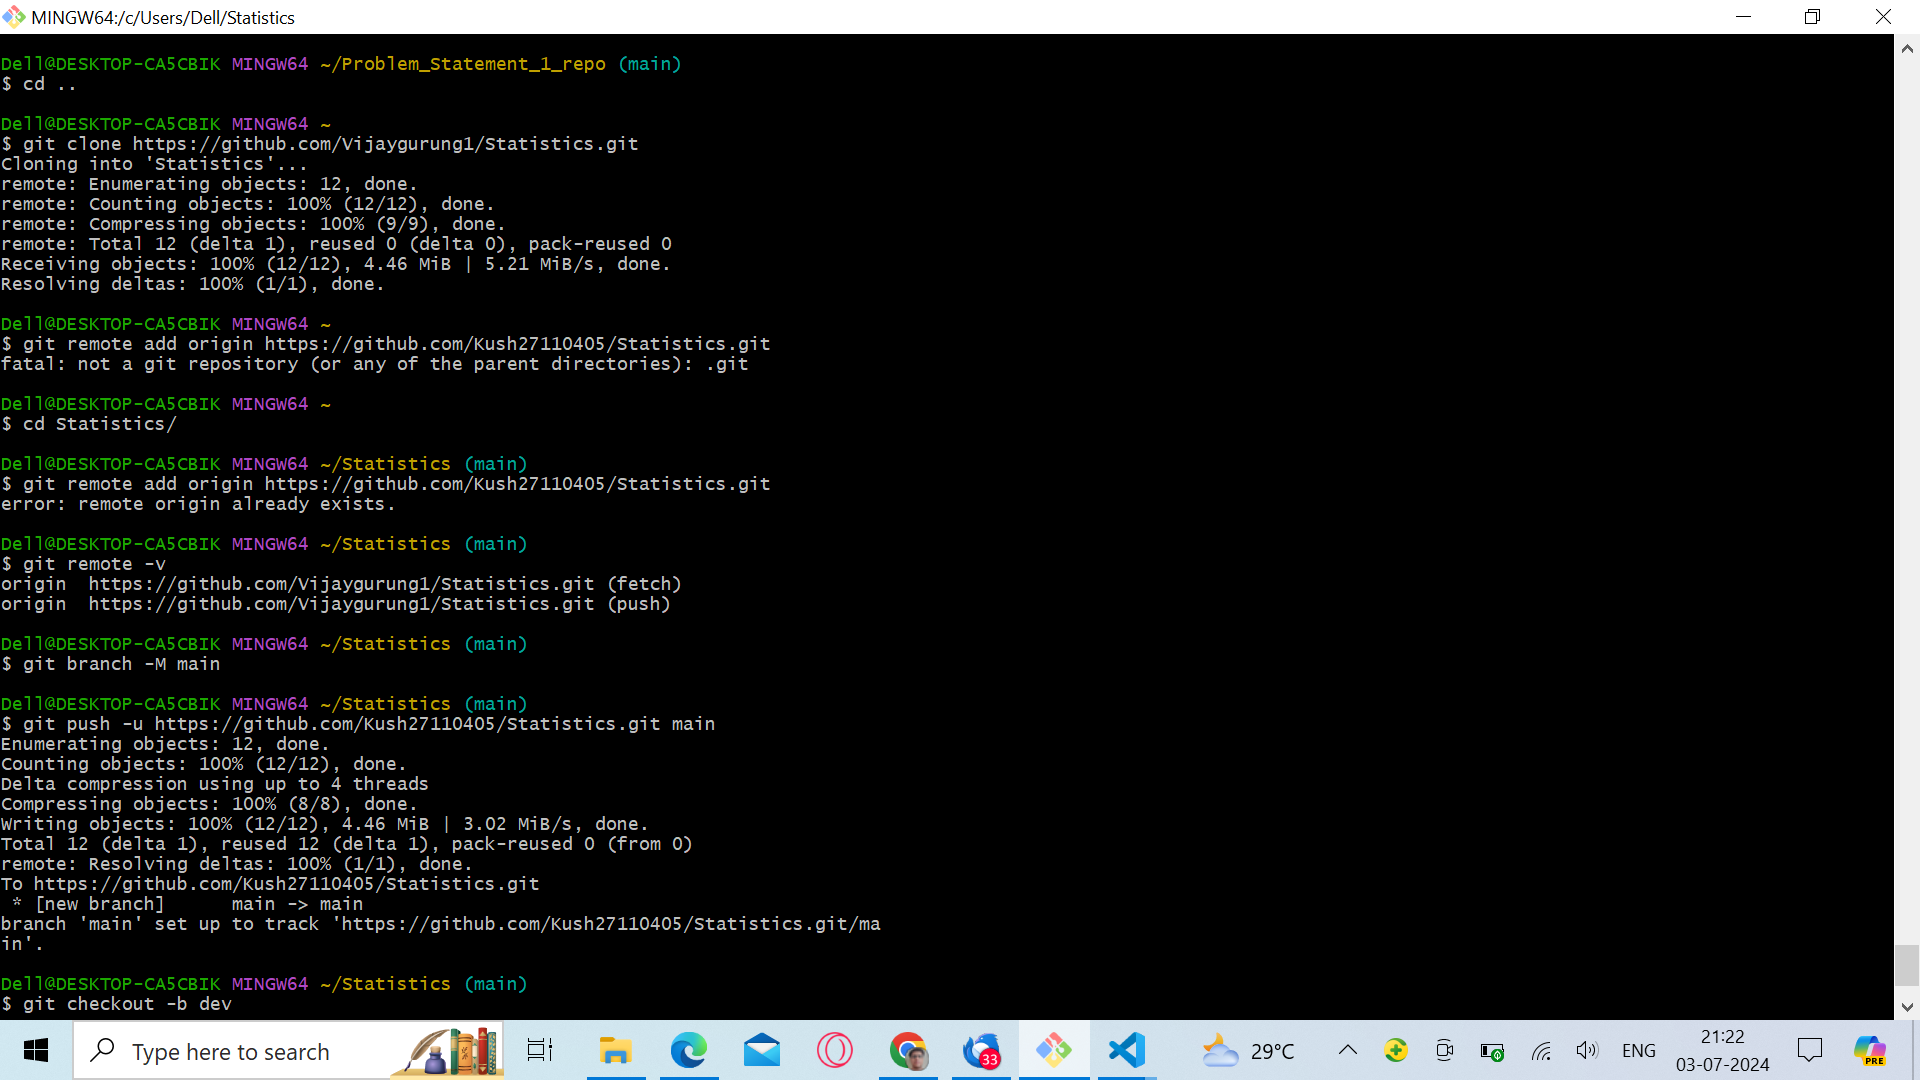 MINGW64:/c/Users/Dell/Statistics
Dell@DESKTOP-CA5CBIK MINGW64 ~/Problem_Statement_1_repo (main)
$ cd ..
Dell@DESKTOP-CA5CBIK MINGW64 ~
$ git clone https://github.com/Vijaygurung1/Statistics.git
Cloning into 'Statistics'...
remote: Enumerating objects: 12, done.
remote: Counting objects: 100% (12/12), done.
remote: Compressing objects: 100% (9/9), done.
remote: Total 12 (delta 1), reused 0 (delta 0), pack-reused 0
Receiving objects: 100% (12/12), 4.46 MiB | 5.21 MiB/s, done.
Resolving deltas: 100% (1/1), done.
Dell@DESKTOP-CA5CBIK MINGW64 ~
$ git remote add origin https://github.com/Kush27110405/Statistics.git
fatal: not a git repository (or any of the parent directories): .git
Dell@DESKTOP-CA5CBIK MINGW64 ~
$ cd Statistics/
Dell@DESKTOP-CA5CBIK MINGW64 ~/Statistics (main)
$ git remote add origin https://github.com/Kush27110405/Statistics.git
error: remote origin already exists.
Dell@DESKTOP-CA5CBIK MINGW64 ~/Statistics (main)
$ git remote -v
origin  https://github.com/Vijaygurung1/Statistics.git (fetch)
origin  https://github.com/Vijaygurung1/Statistics.git (push)
Dell@DESKTOP-CA5CBIK MINGW64 ~/Statistics (main)
$ git branch -M main
Dell@DESKTOP-CA5CBIK MINGW64 ~/Statistics (main)
$ git push -u https://github.com/Kush27110405/Statistics.git main
Enumerating objects: 12, done.
Counting objects: 100% (12/12), done.
Delta compression using up to 4 threads
Compressing objects: 100% (8/8), done.
Writing objects: 100% (12/12), 4.46 MiB | 3.02 MiB/s, done.
Total 12 (delta 1), reused 12 (delta 1), pack-reused 0 (from 0)
remote: Resolving deltas: 100% (1/1), done.
To https://github.com/Kush27110405/Statistics.git
 * [new branch]      main -> main
branch 'main' set up to track 'https://github.com/Kush27110405/Statistics.git/ma
in'.
Dell@DESKTOP-CA5CBIK MINGW64 ~/Statistics (main)
$ git checkout -b dev
Type here to search
33
29°C
ENG
21:22
03-07-2024
PRE